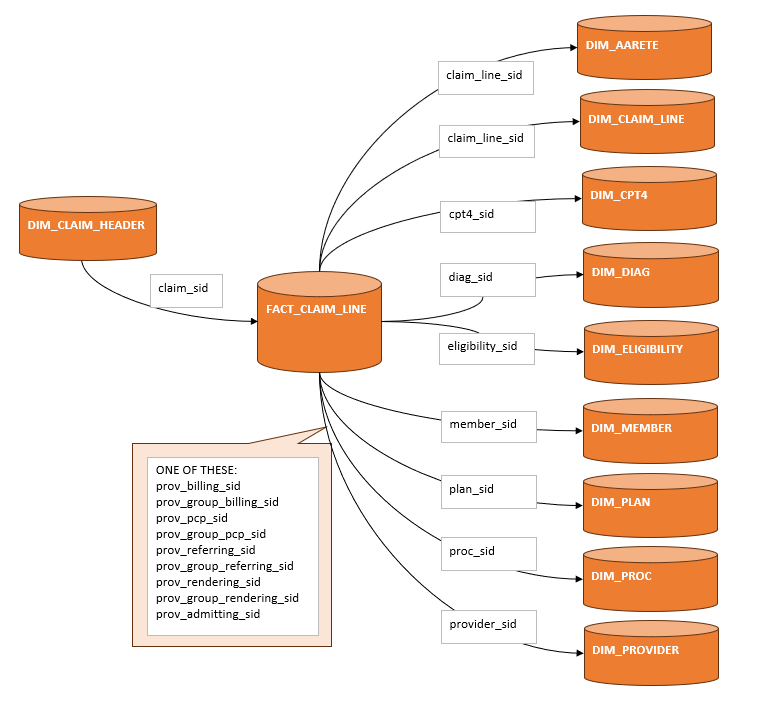 DIM_AARETE
claim_line_sid
DIM_CLAIM_LINE
claim_line_sid
DIM_CPT4
cpt4_sid
DIM_CLAIM_HEADER
claim_sid
FACT_CLAIM_LINE
diag_sid
DIM_DIAG
eligibility_sid
DIM_ELIGIBILITY
member_sid
DIM_MEMBER
plan_sid
DIM_PLAN
proc_sid
DIM_PROC
provider_sid
DIM_PROVIDER
ONE OF THESE:
prov_billing_sid
prov_group_billing_sid
prov_pcp_sid
prov_group_pcp_sid
prov_referring_sid
prov_group_referring_sid
prov_rendering_sid
prov_group_rendering_sid
prov_admitting_sid